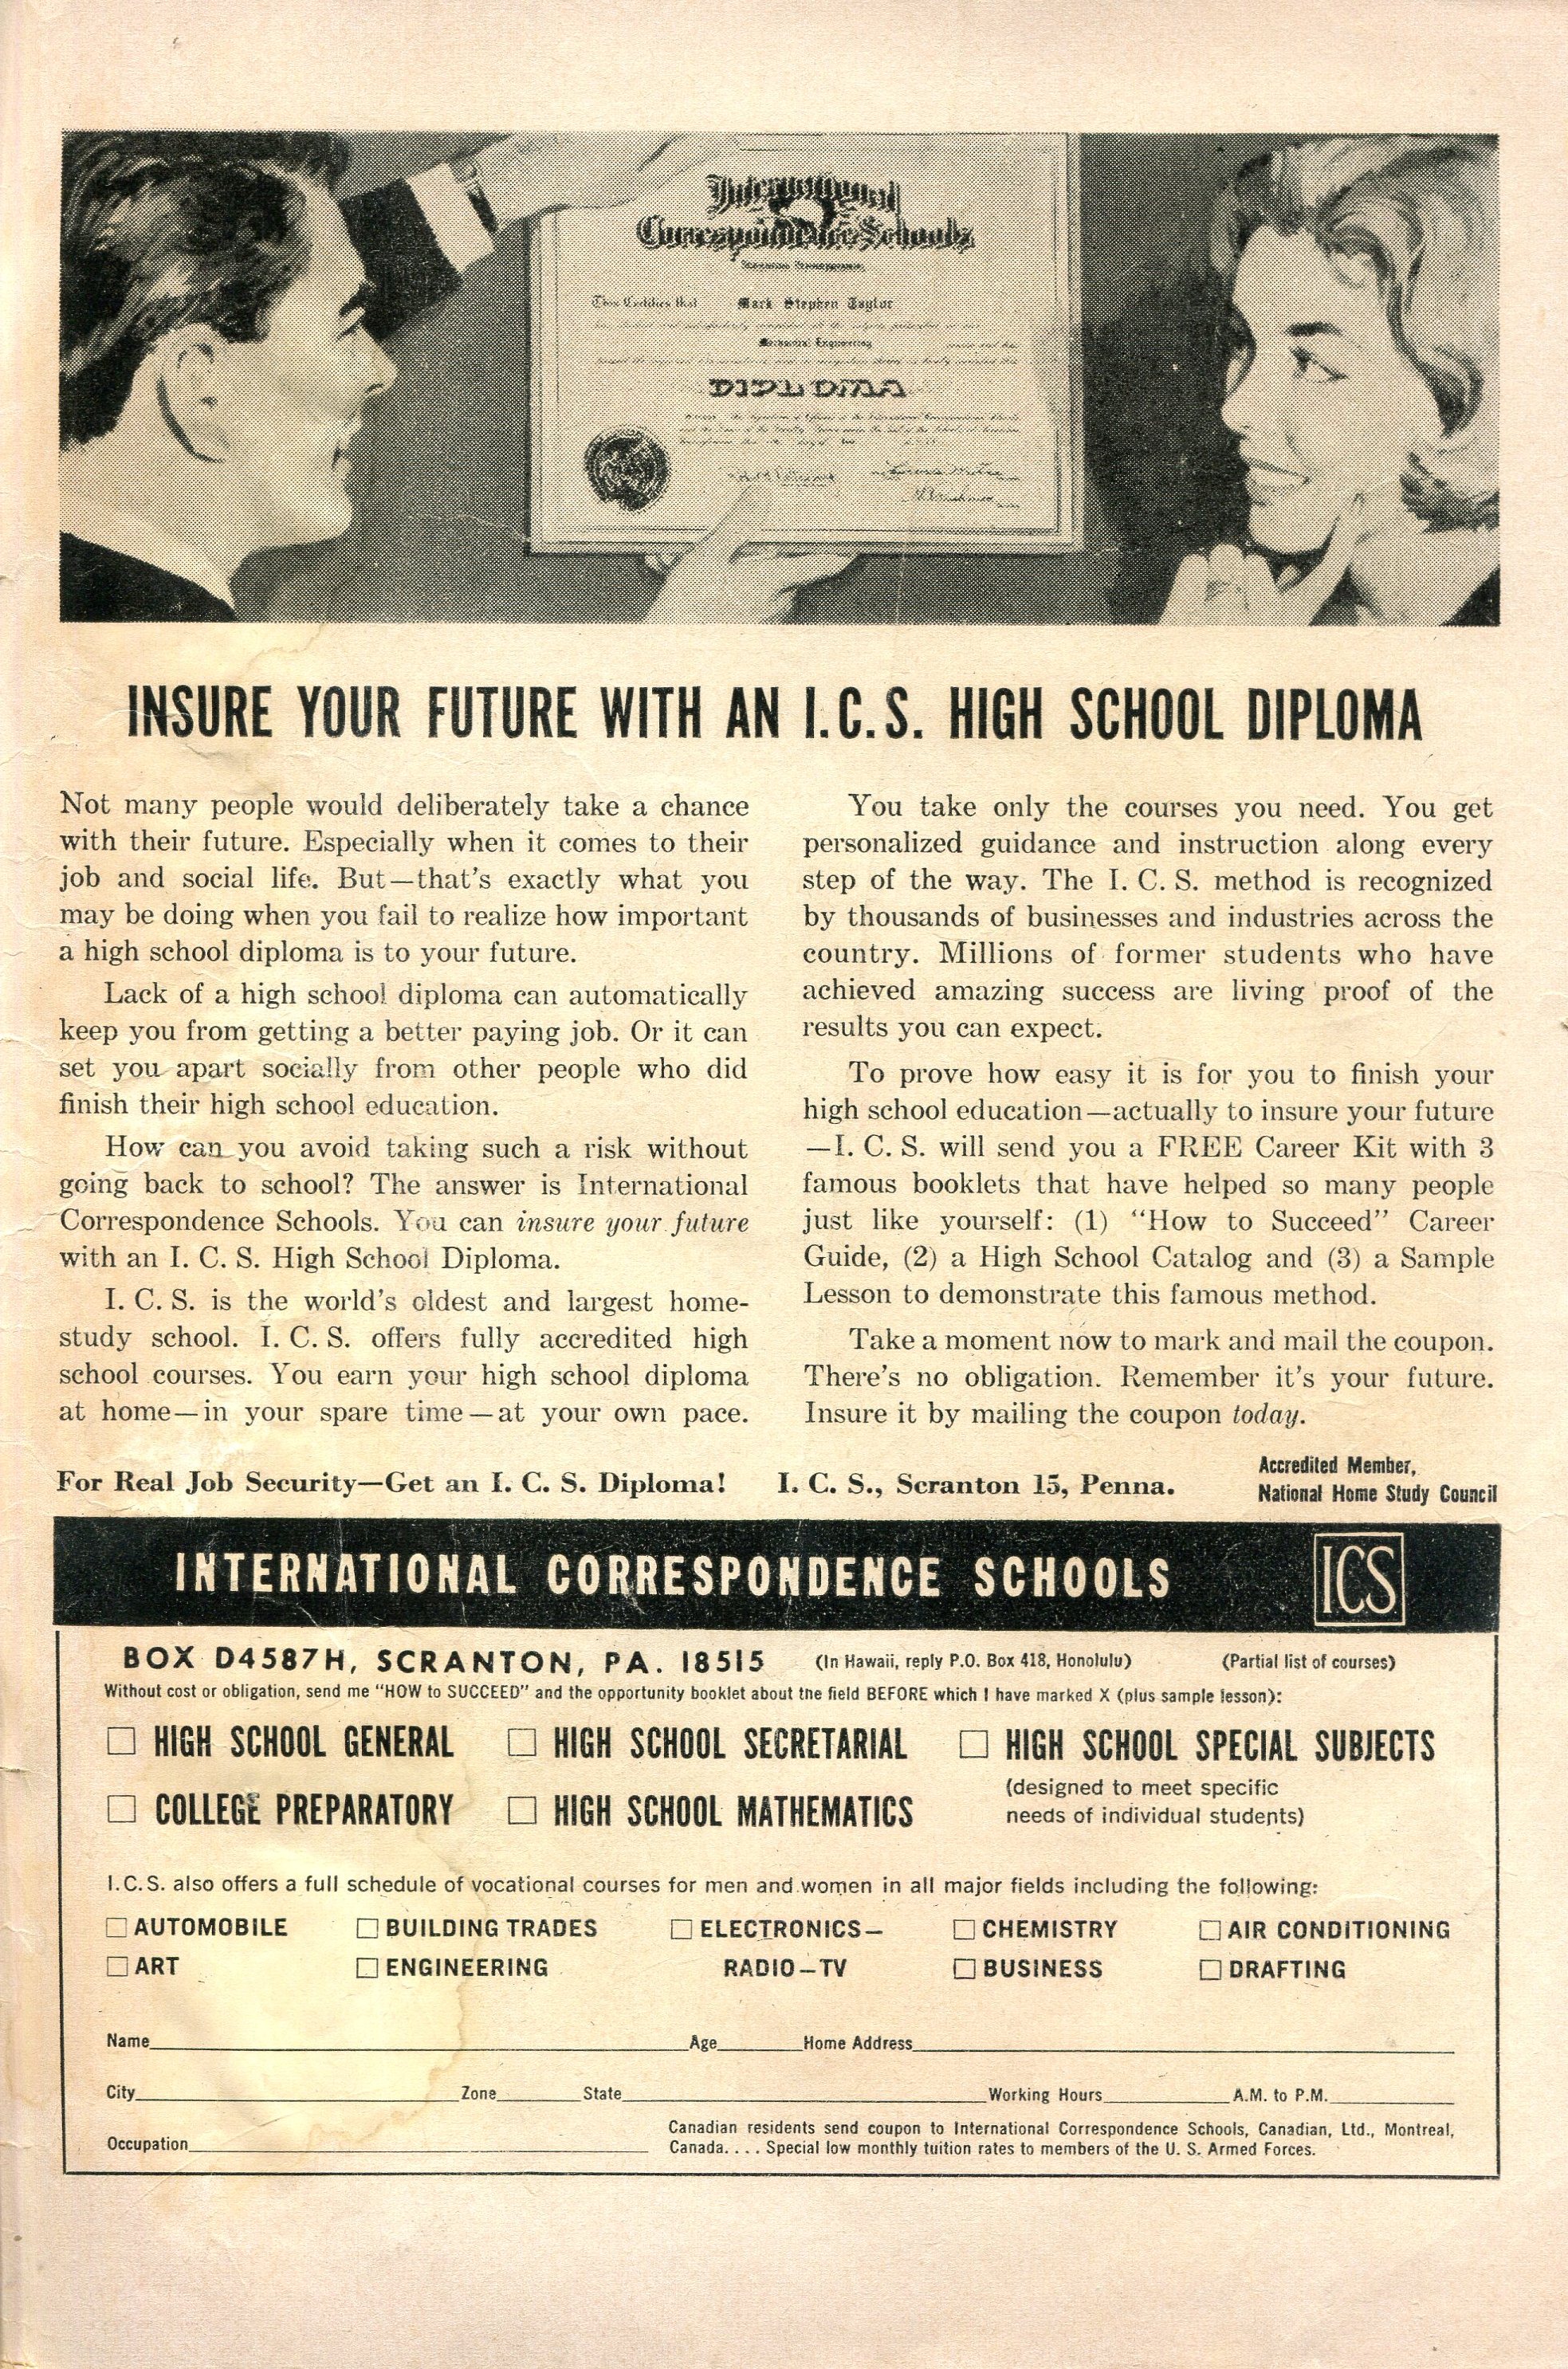 International
Correspondence Schools
Scranton, Pennsylvania
This Certifies that Mark Stephen Taylor
Mechanical Engineering
DIPLOMA
INSURE YOUR FUTURE WITH AN I.C.S. HIGH SCHOOL DIPLOMA
Not many people would deliberately take a chance
with their future. Especially when it comes to their
job and social life. But—that's exactly what you
may be doing when you fail to realize how important
a high school diploma is to your future.
Lack of a high school diploma can automatically
keep you from getting a better paying job. Or it can
set you apart socially from other people who did
finish their high school education.
How can you avoid taking such a risk without
going back to school? The answer is International
Correspondence Schools. You can insure your future
with an I. C. S. High School Diploma.
I. C. S. is the world's oldest and largest home-
study school. I. C. S. offers fully accredited high
school courses. You earn your high school diploma
at home—in your spare time—at your own pace.
You take only the courses you need. You get
personalized guidance and instruction along every
step of the way. The I. C. S. method is recognized
by thousands of businesses and industries across the
country. Millions of former students who have
achieved amazing success are living proof of the
results you can expect.
To prove how easy it is for you to finish your
high school education—actually to insure your future
—I. C. S. will send you a FREE Career Kit with 3
famous booklets that have helped so many people
just like yourself: (1) “How to Succeed” Career
Guide, (2) a High School Catalog and (3) a Sample
Lesson to demonstrate this famous method.
Take a moment now to mark and mail the coupon.
There's no obligation. Remember it's your future.
Insure it by mailing the coupon today.
For Real Job Security—Get an I. C. S. Diploma! I. C. S., Scranton 15, Penna.
Accredited Member,
National Home Study Council
INTERNATIONAL CORRESPONDENCE SCHOOLS ICS
BOX D4587H, SCRANTON, PA. 18515 (In Hawaii, reply P.O. Box 418, Honolulu) (Partial list of courses)
Without cost or obligation, send me “HOW to SUCCEED” and the opportunity booklet about the field BEFORE which I have marked X (plus sample lesson):
☐ HIGH SCHOOL GENERAL ☐ HIGH SCHOOL SECRETARIAL ☐ HIGH SCHOOL SPECIAL SUBJECTS
(designed to meet specific
needs of individual students)
☐ COLLEGE PREPARATORY ☐ HIGH SCHOOL MATHEMATICS
I.C.S. also offers a full schedule of vocational courses for men and women in all major fields including the following:
☐ AUTOMOBILE ☐ BUILDING TRADES ☐ ELECTRONICS— ☐ CHEMISTRY ☐ AIR CONDITIONING
☐ ART ☐ ENGINEERING RADIO—TV ☐ BUSINESS ☐ DRAFTING
Name Age Home Address
City Zone State Working Hours A.M. to P.M.
Occupation
Canadian residents send coupon to International Correspondence Schools, Canadian, Ltd., Montreal,
Canada. . . . Special low monthly tuition rates to members of the U. S. Armed Forces.